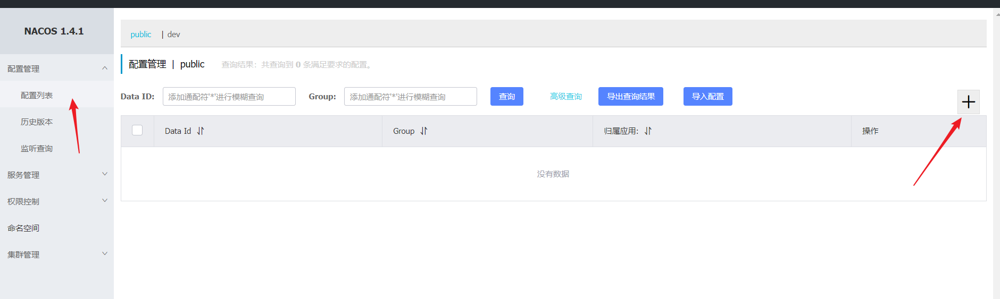 NACOS 1.4.1
配置管理
配置列表
历史版本
监听查询
服务管理
权限控制
命名空间
集群管理
public | dev
配置管理 | public 查询结果：共查询到 0 条满足要求的配置。
Data ID: 添加通配符'*'进行模糊查询 Group: 添加通配符'*'进行模糊查询 查询 高级查询 导出查询结果 导入配置
Data Id Group 归属应用: 操作
没有数据